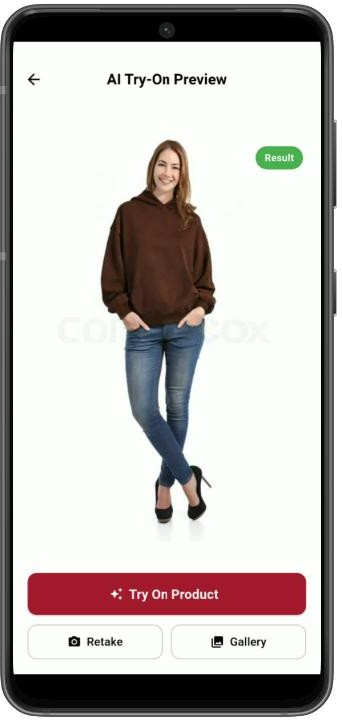 AI Try-On Preview
Result
Try On Product
Retake
Gallery